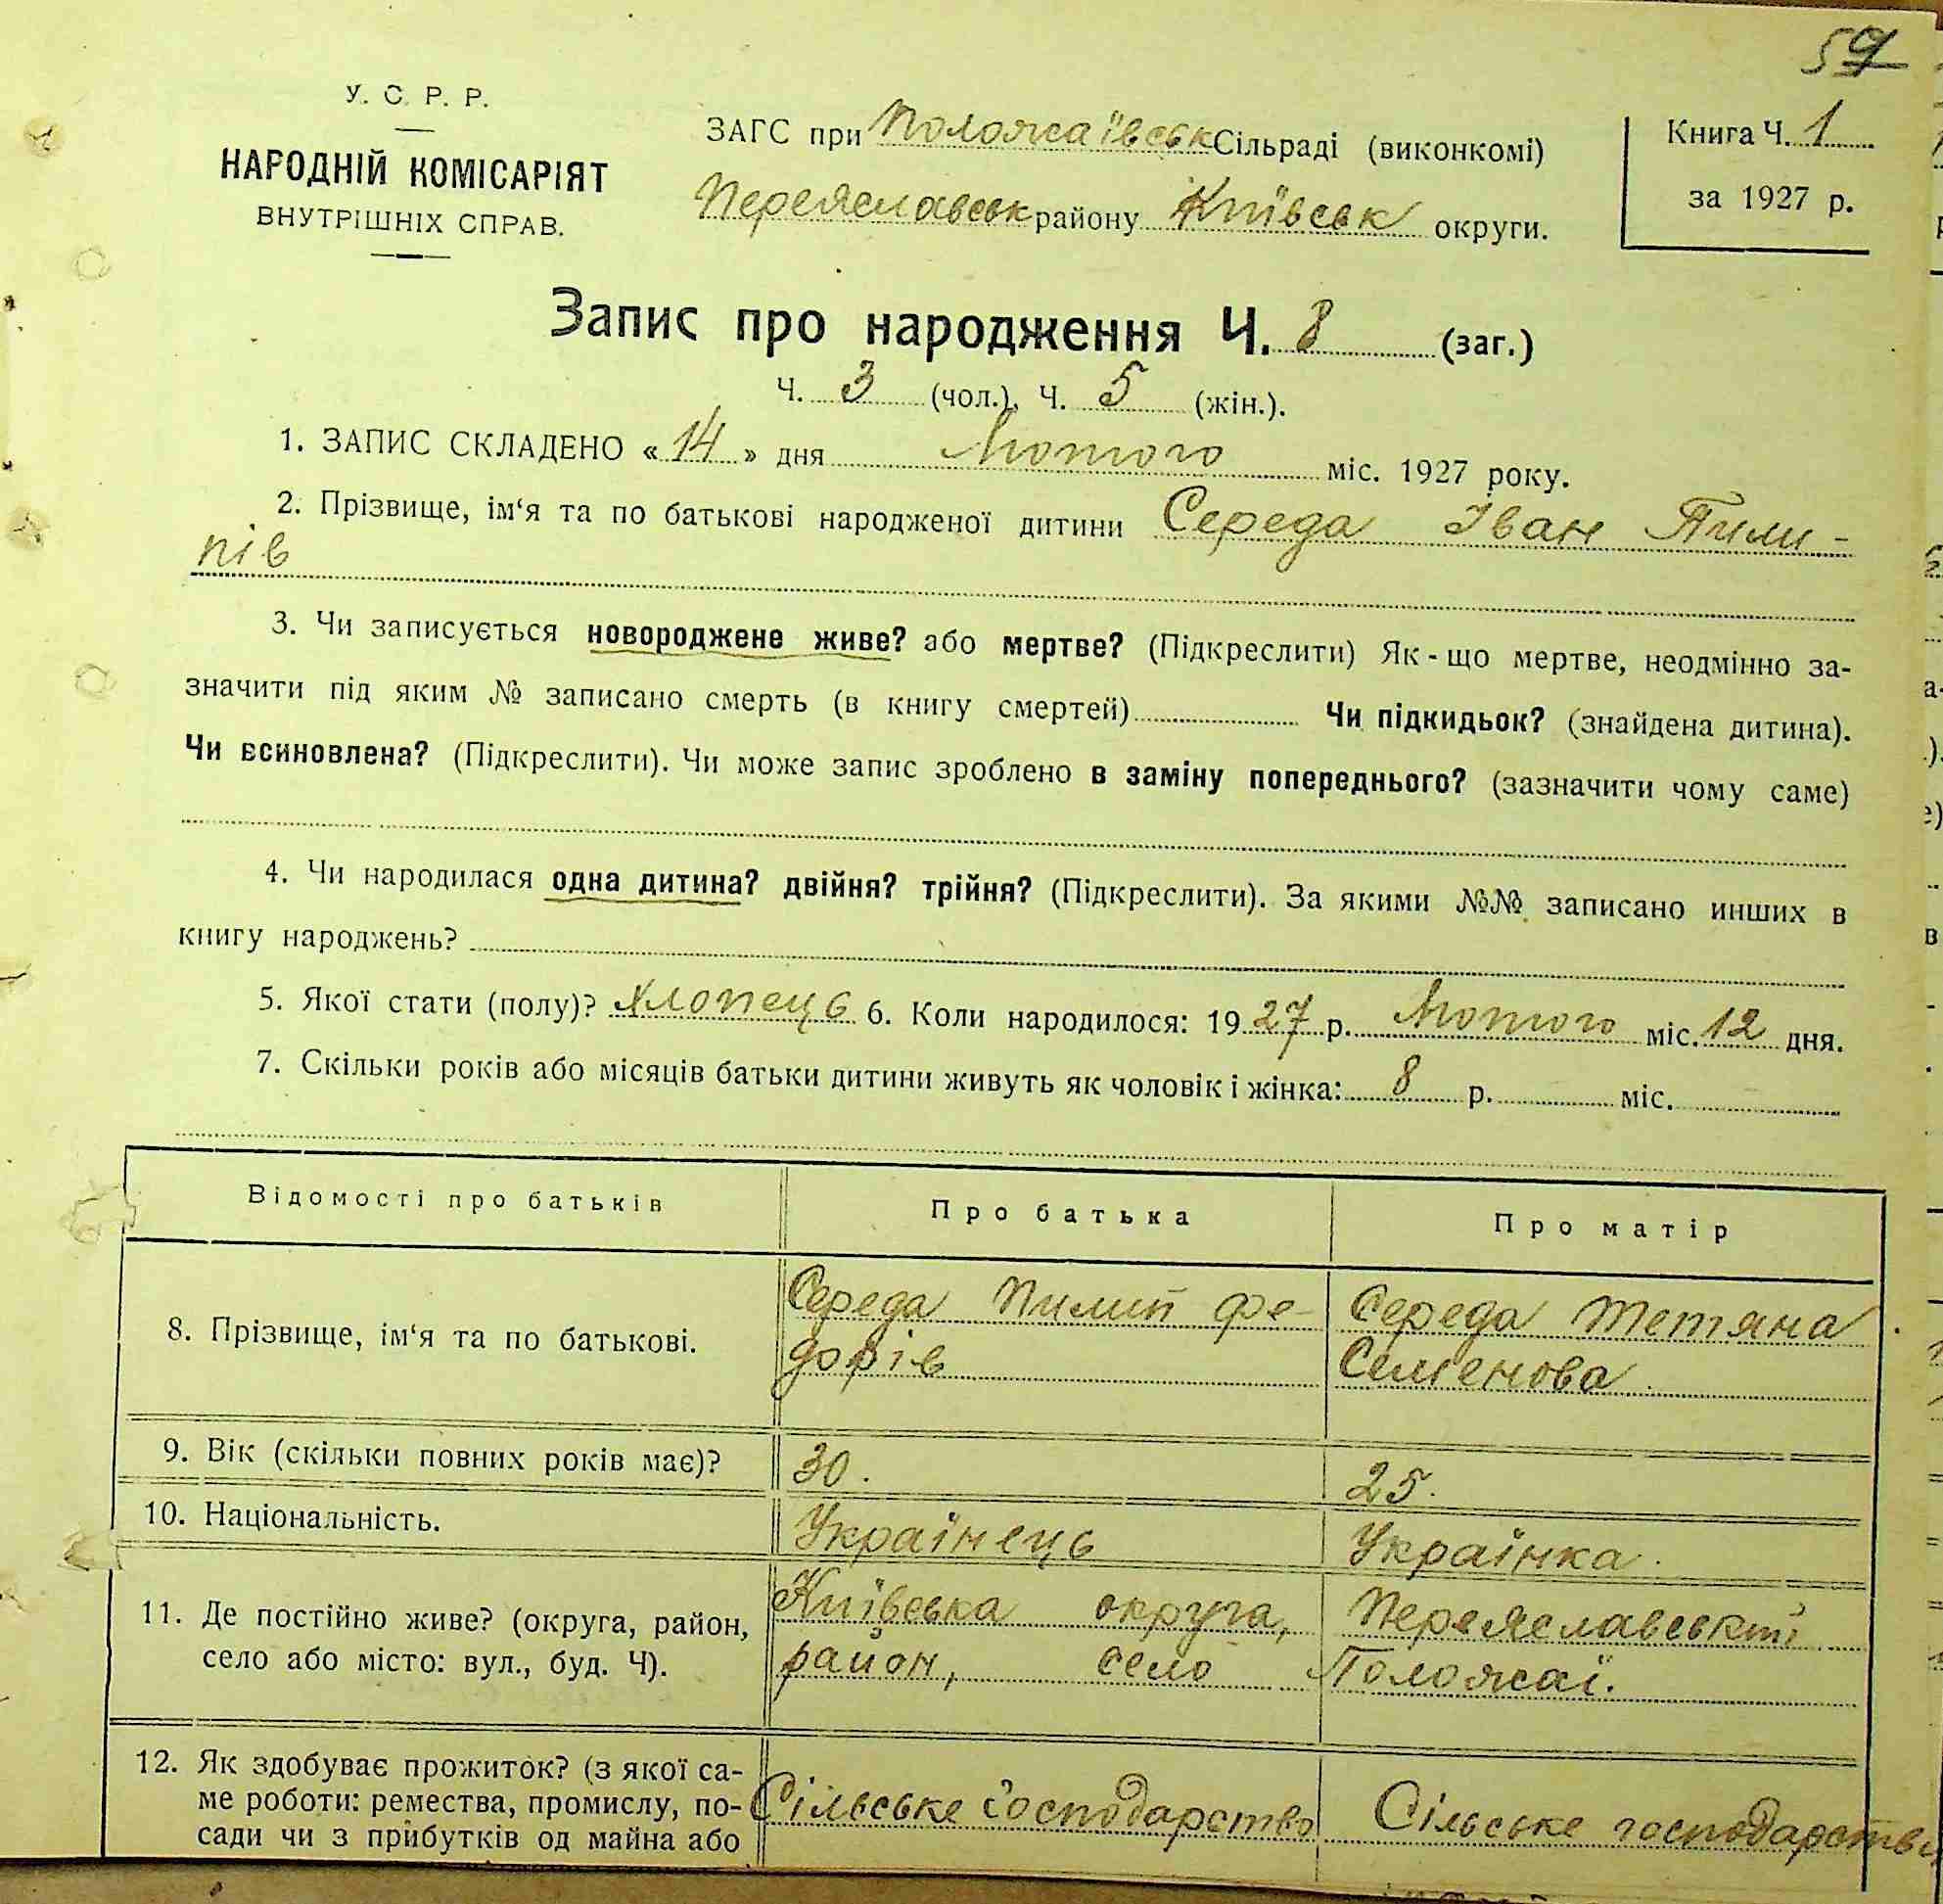 59
У. С. Р. Р.
НАРОДНІЙ КОМІСАРІЯТ
ВНУТРІШНІХ СПРАВ.
ЗАГС при Положаївськ Сільраді (виконкомі)
Переяславськ району Київськ округи.
Книга Ч. 1
за 1927 р.
Запис про народження Ч. 8 (заг.)
Ч. 3 (чол.), Ч. 5 (жін.).
1. ЗАПИС СКЛАДЕНО «14» дня Лютого міс. 1927 року.
2. Прізвище, ім‘я та по батькові народженої дитини Середа Іван Пили-
пів
3. Чи записується новороджене живе? або мертве? (Підкреслити) Як-що мертве, неодмінно за-
значити під яким № записано смерть (в книгу смертей) Чи підкидьок? (знайдена дитина).
Чи всиновлена? (Підкреслити). Чи може запис зроблено в заміну попереднього? (зазначити чому саме)
4. Чи народилася одна дитина? двійня? трійня? (Підкреслити). За якими №№ записано инших в
книгу народжень?
5. Якої стати (полу)? хлопець 6. Коли народилося: 1927 р. Лютого міс. 12 дня.
7. Скільки років або місяців батьки дитини живуть як чоловік і жінка: 8 р. міс.
Відомості про батьків Про батька Про матір
8. Прізвище, ім‘я та по батькові. Середа Пилип Фе- Середа Тетяна
дорів Семенова
9. Вік (скільки повних років має)? 30. 25.
10. Національність. Українець Українка.
11. Де постійно живе? (округа, район, Київська округа, Переяславський
село або місто: вул., буд. Ч). район, село Положаї.
12. Як здобуває прожиток? (з якої са-
ме роботи: ремества, промислу, по- Сільське господарство Сільське господарство
сади чи з прибутків од майна або